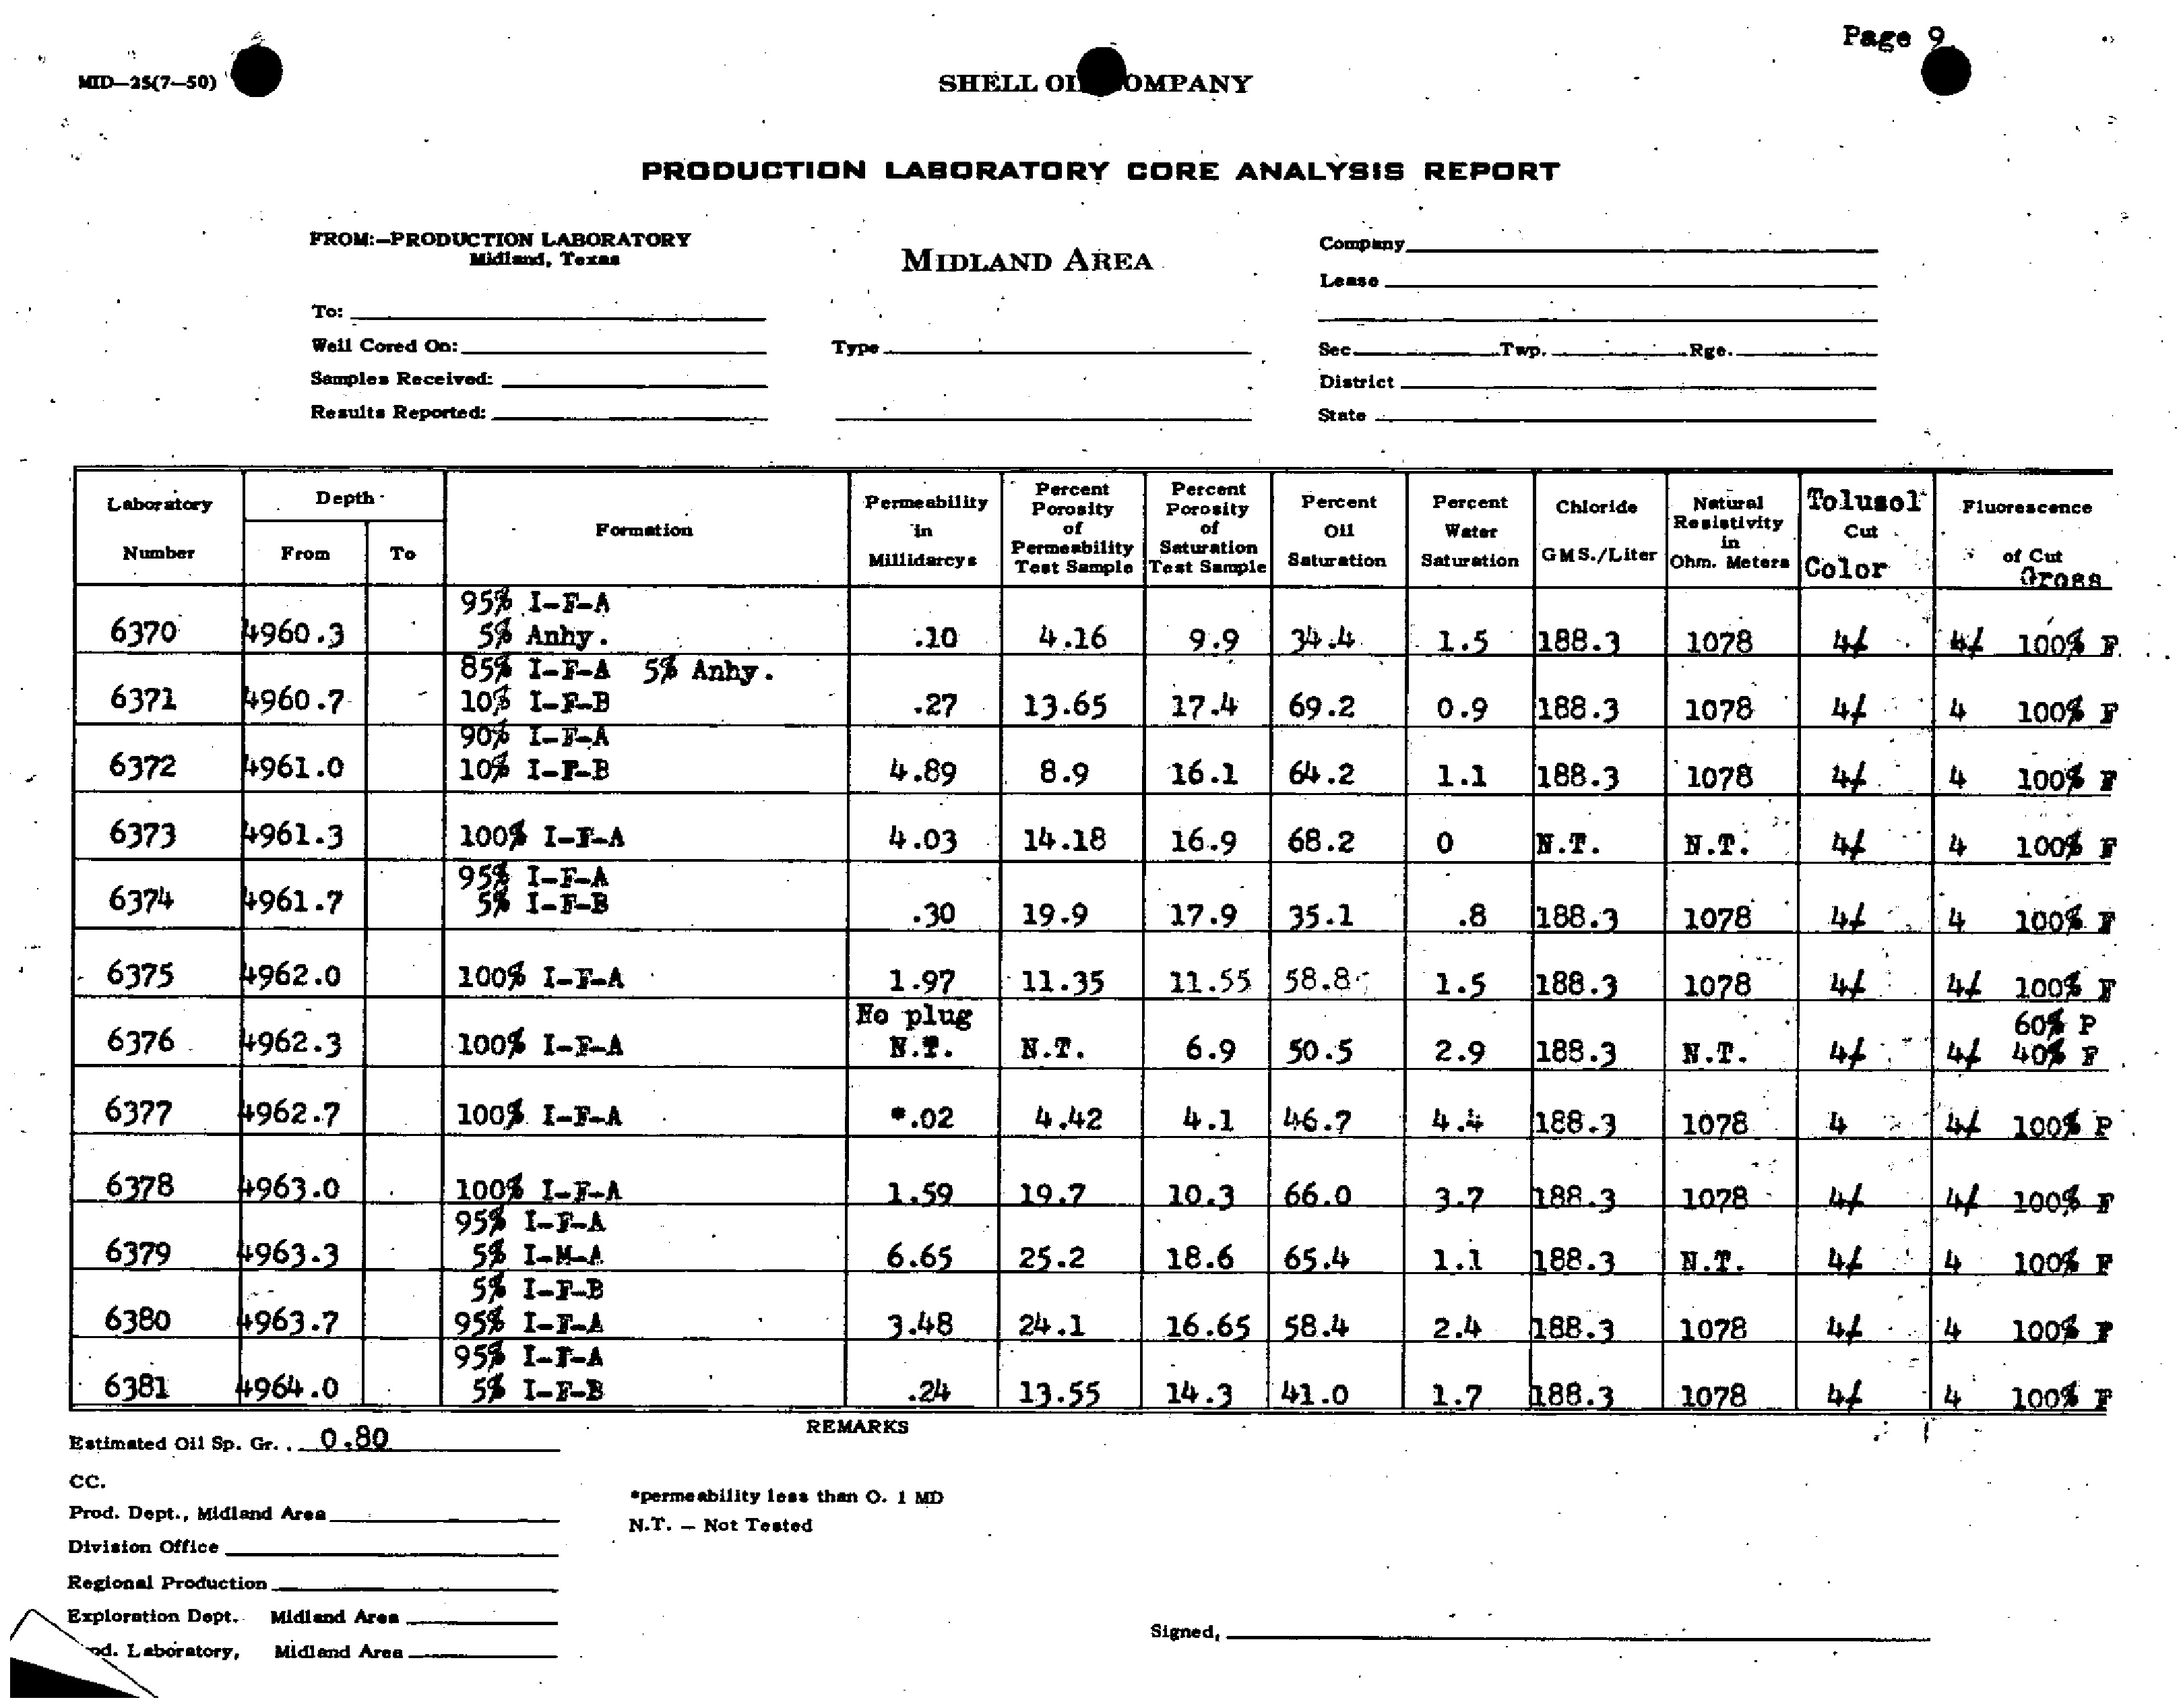 Page 9
MID—25(7—50)
SHELL OIL COMPANY
PRODUCTION LABORATORY CORE ANALYSIS REPORT
FROM:—PRODUCTION LABORATORY
Midland, Texas
MIDLAND AREA
Company
Lease
To:
Well Cored On: Type Sec. Twp. Rge.
Samples Received: District
Results Reported: State
Laboratory Number Depth From To Formation Permeability in Millidarcys Percent Porosity of Permeability Test Sample Percent Porosity of Saturation Test Sample Percent Oil Saturation Percent Water Saturation Chloride GMS./Liter Natural Resistivity in Ohm. Meters Tolusol Cut Color Fluorescence of Cut Gross
95% I-F-A
6370 4960.3 5% Anhy. .10 4.16 9.9 34.4 1.5 188.3 1078 4/ 4/ 100% F
85% I-F-A 5% Anhy.
6371 4960.7 10% I-F-B .27 13.65 17.4 69.2 0.9 188.3 1078 4/ 4 100% F
90% I-F-A
6372 4961.0 10% I-F-B 4.89 8.9 16.1 64.2 1.1 188.3 1078 4/ 4 100% F
6373 4961.3 100% I-F-A 4.03 14.18 16.9 68.2 0 N.T. N.T. 4/ 4 100% F
95% I-F-A
6374 4961.7 5% I-F-B .30 19.9 17.9 35.1 .8 188.3 1078 4/ 4 100% F
6375 4962.0 100% I-F-A 1.97 11.35 11.55 58.8 1.5 188.3 1078 4/ 4/ 100% F
No plug 60% P
6376 4962.3 100% I-F-A N.T. N.T. 6.9 50.5 2.9 188.3 N.T. 4/ 4/ 40% F
6377 4962.7 100% I-F-A *.02 4.42 4.1 46.7 4.4 188.3 1078 4 4/ 100% P
6378 4963.0 100% I-F-A 1.59 19.7 10.3 66.0 3.7 188.3 1078 4/ 4/ 100% F
95% I-F-A
6379 4963.3 5% I-M-A 6.65 25.2 18.6 65.4 1.1 188.3 N.T. 4/ 4 100% F
5% I-F-B
6380 4963.7 95% I-F-A 3.48 24.1 16.65 58.4 2.4 188.3 1078 4/ 4 100% F
95% I-F-A
6381 4964.0 5% I-F-B .24 13.55 14.3 41.0 1.7 188.3 1078 4/ 4 100% F
REMARKS
Estimated Oil Sp. Gr. . . 0.80
CC.
*permeability less than O. 1 MD
Prod. Dept., Midland Area
N.T. — Not Tested
Division Office
Regional Production
Exploration Dept. Midland Area
Signed,
Laboratory, Midland Area